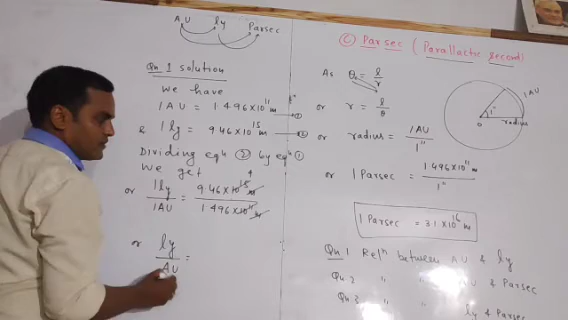 AU ly Parsec
Qn.1 solution
We have
1 AU = 1.496×10¹¹ m —①
& 1 ly = 9.46×10¹⁵ m —②
Dividing eqⁿ ② by eqⁿ ①
We get
or 1 ly / 1 AU = 9.46×10¹⁵ m / 1.496×10¹¹ m
4
or ly / AU =
© Parsec ( Parallactic second)
As θ = l / r
or r = l / θ
or radius = 1 AU / 1"
or 1 Parsec = 1.496×10¹¹ m / 1"
1 Parsec = 3.1×10¹⁶ m
1 AU
1"
O radius
Qn.1 Relⁿ between AU & ly
Qn.2 " " AU & Parsec
Qn.3 " " ly & Parsec